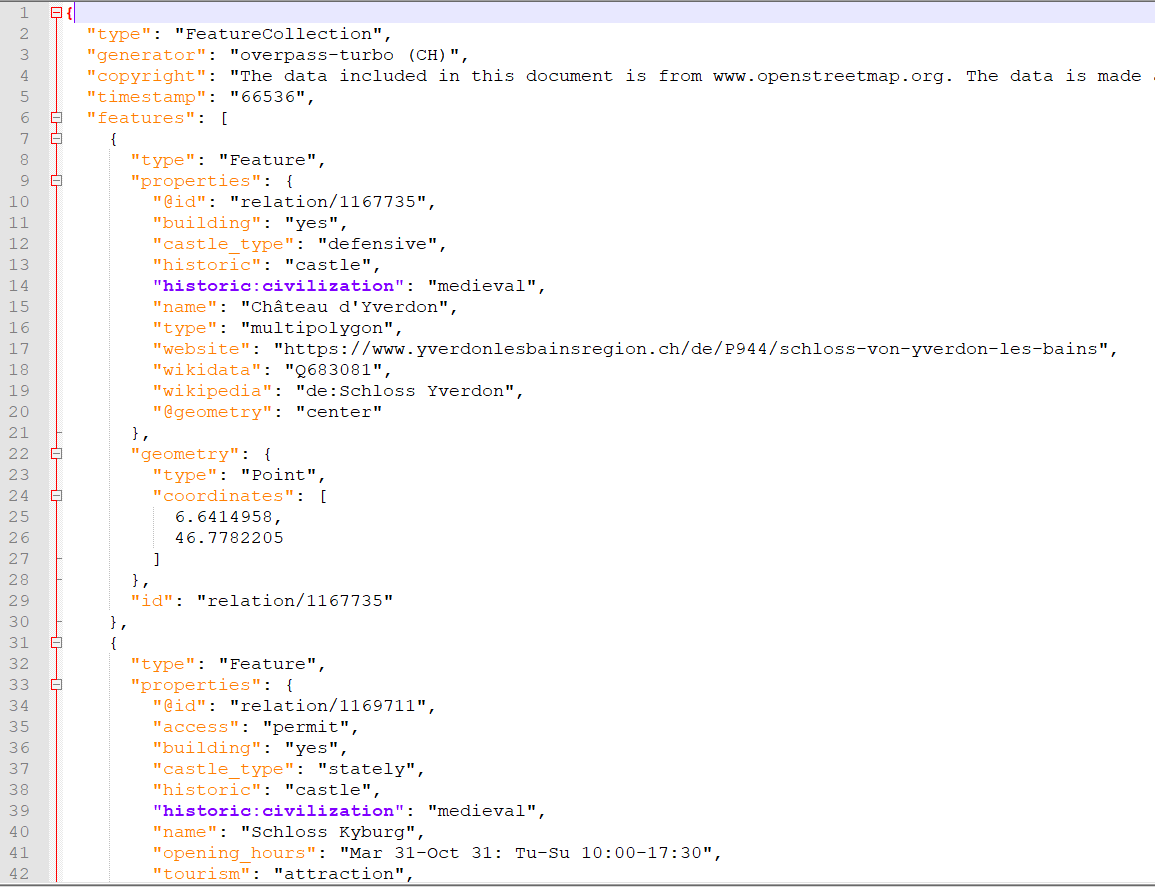 1 {
2 "type": "FeatureCollection",
3 "generator": "overpass-turbo (CH)",
4 "copyright": "The data included in this document is from www.openstreetmap.org. The data is made
5 "timestamp": "66536",
6 "features": [
7 {
8 "type": "Feature",
9 "properties": {
10 "@id": "relation/1167735",
11 "building": "yes",
12 "castle_type": "defensive",
13 "historic": "castle",
14 "historic:civilization": "medieval",
15 "name": "Château d'Yverdon",
16 "type": "multipolygon",
17 "website": "https://www.yverdonlesbainsregion.ch/de/P944/schloss-von-yverdon-les-bains",
18 "wikidata": "Q683081",
19 "wikipedia": "de:Schloss Yverdon",
20 "@geometry": "center"
21 },
22 "geometry": {
23 "type": "Point",
24 "coordinates": [
25 6.6414958,
26 46.7782205
27 ]
28 },
29 "id": "relation/1167735"
30 },
31 {
32 "type": "Feature",
33 "properties": {
34 "@id": "relation/1169711",
35 "access": "permit",
36 "building": "yes",
37 "castle_type": "stately",
38 "historic": "castle",
39 "historic:civilization": "medieval",
40 "name": "Schloss Kyburg",
41 "opening_hours": "Mar 31-Oct 31: Tu-Su 10:00-17:30",
42 "tourism": "attraction",